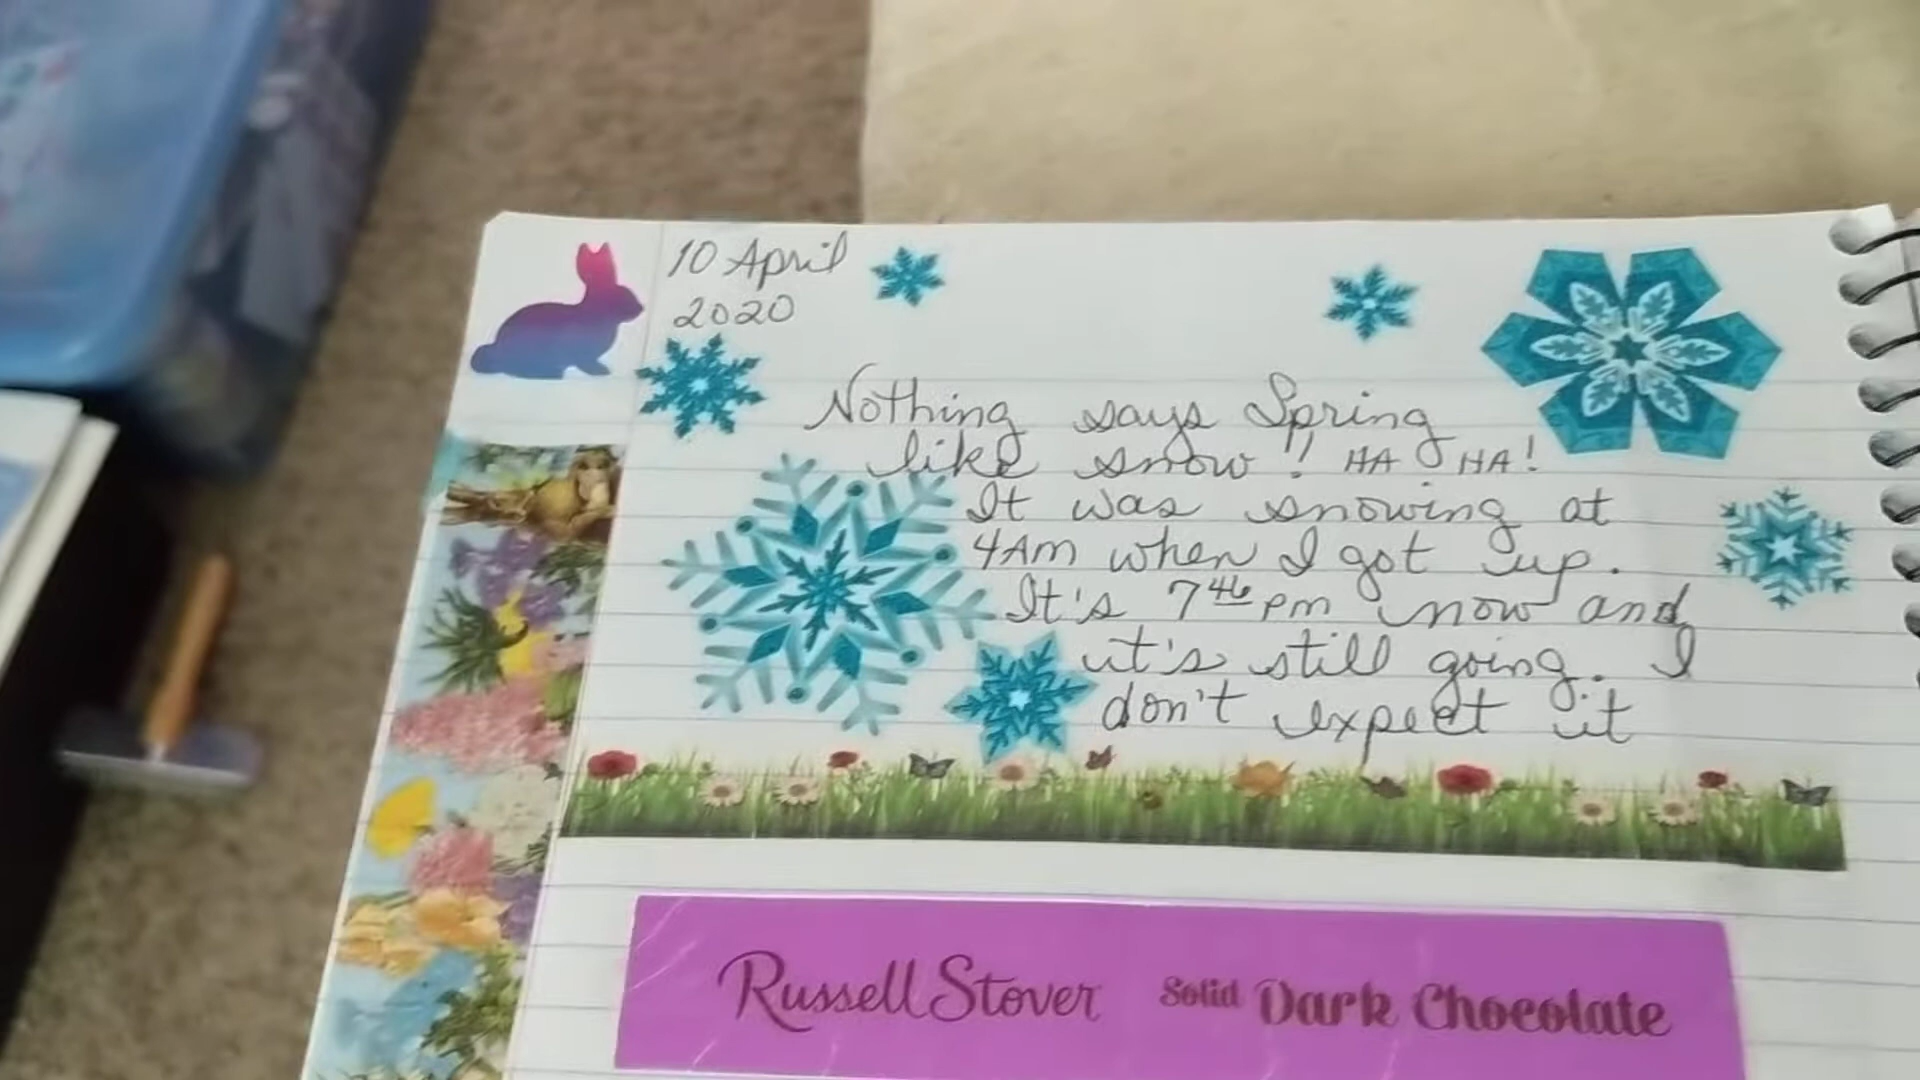 10 April
2020
Nothing says Spring
like snow! HA HA!
It was snowing at
4AM when I got up.
It's 746 pm now and
it's still going. I
don't expect it
Russell Stover Solid Dark Chocolate